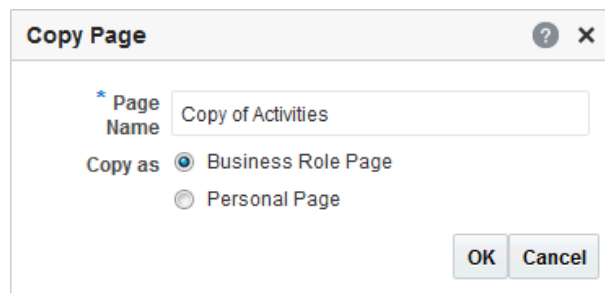 Copy Page ?
* Page Name Copy of Activities
Copy as Business Role Page
Personal Page
OK Cancel